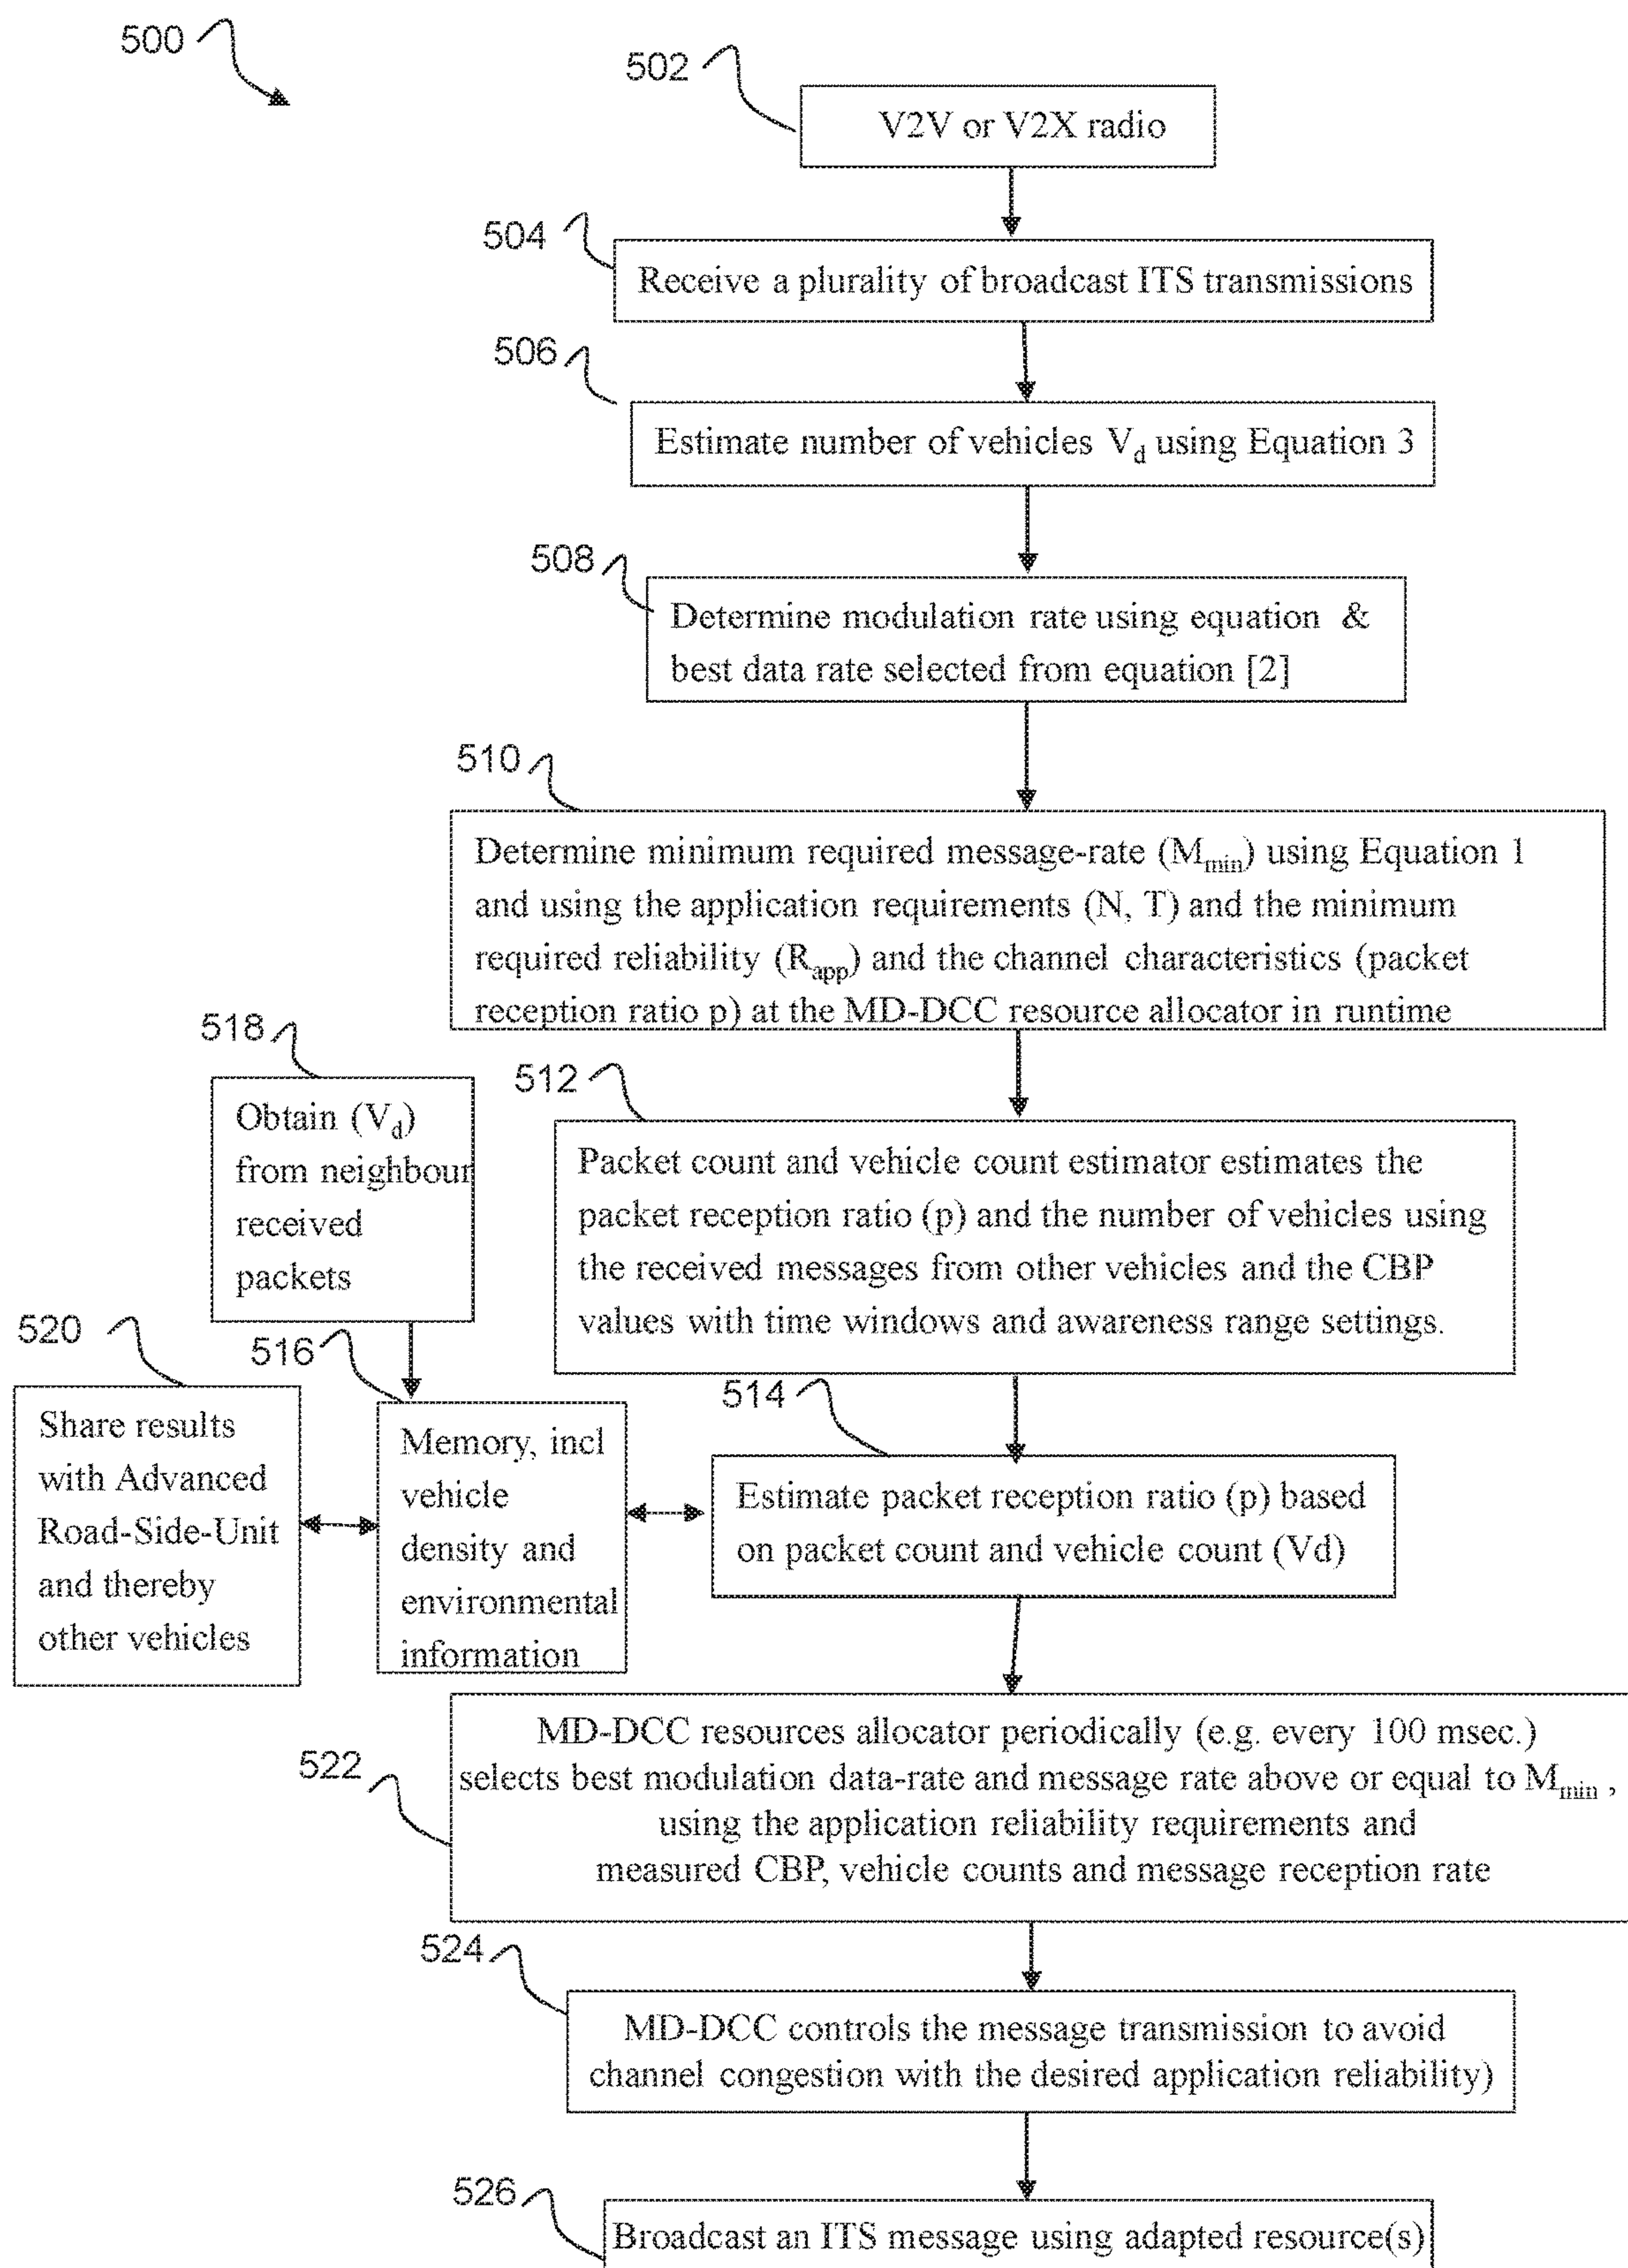 500
502
V2V or V2X radio
504
Receive a plurality of broadcast ITS transmissions
506
Estimate number of vehicles Vd using Equation 3
508
Determine modulation rate using equation &
best data rate selected from equation [2]
510
Determine minimum required message-rate (Mmin) using Equation 1
and using the application requirements (N, T) and the minimum
required reliability (Rapp) and the channel characteristics (packet
reception ratio p) at the MD-DCC resource allocator in runtime
518
Obtain (Vd)
from neighbour
received
packets
512
Packet count and vehicle count estimator estimates the
packet reception ratio (p) and the number of vehicles using
the received messages from other vehicles and the CBP
values with time windows and awareness range settings.
520
Share results
with Advanced
Road-Side-Unit
and thereby
other vehicles
516
Memory, incl
vehicle
density and
environmental
information
514
Estimate packet reception ratio (p) based
on packet count and vehicle count (Vd)
522
MD-DCC resources allocator periodically (e.g. every 100 msec.)
selects best modulation data-rate and message rate above or equal to Mmin ,
using the application reliability requirements and
measured CBP, vehicle counts and message reception rate
524
MD-DCC controls the message transmission to avoid
channel congestion with the desired application reliability)
526
Broadcast an ITS message using adapted resource(s)